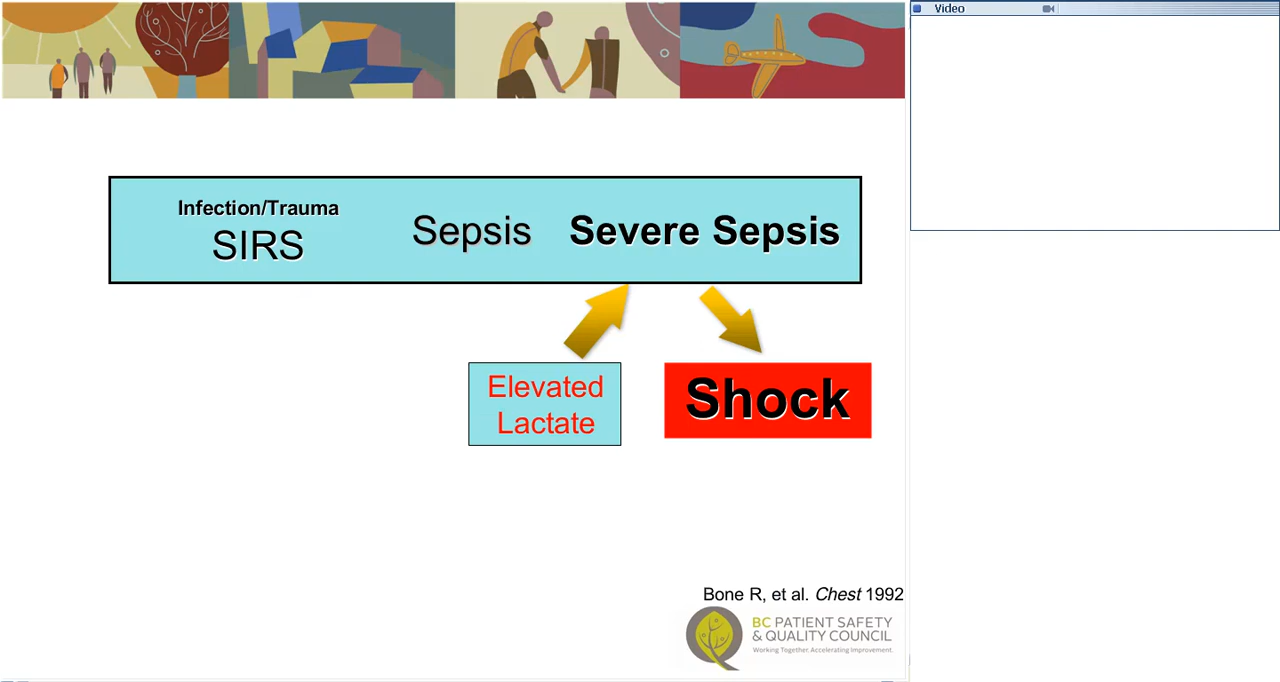 Video
Infection/Trauma
SIRS
Sepsis
Severe Sepsis
Elevated
Lactate
Shock
Bone R, et al. Chest 1992
BC PATIENT SAFETY
& QUALITY COUNCIL
Working Together. Accelerating Improvement.